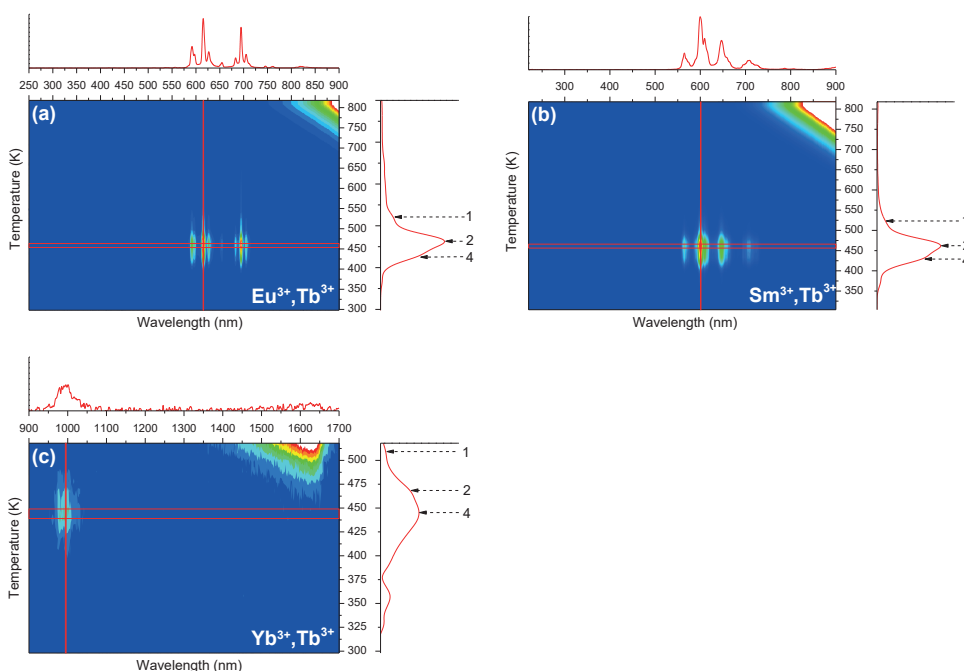 250 300 350 400 450 500 550 600 650 700 750 800 850 900
(a)
Temperature (K)
800
750
700
650
600
550
500
450
400
350
300
1
2
4
Eu³⁺,Tb³⁺
Wavelength (nm)
300 400 500 600 700 800 900
(b)
Temperature (K)
800
750
700
650
600
550
500
450
400
350
Sm³⁺,Tb³⁺
Wavelength (nm)
900 1000 1100 1200 1300 1400 1500 1600 1700
(c)
Temperature (K)
500
475
450
425
400
375
350
325
300
1
2
4
Yb³⁺,Tb³⁺
Wavelength (nm)